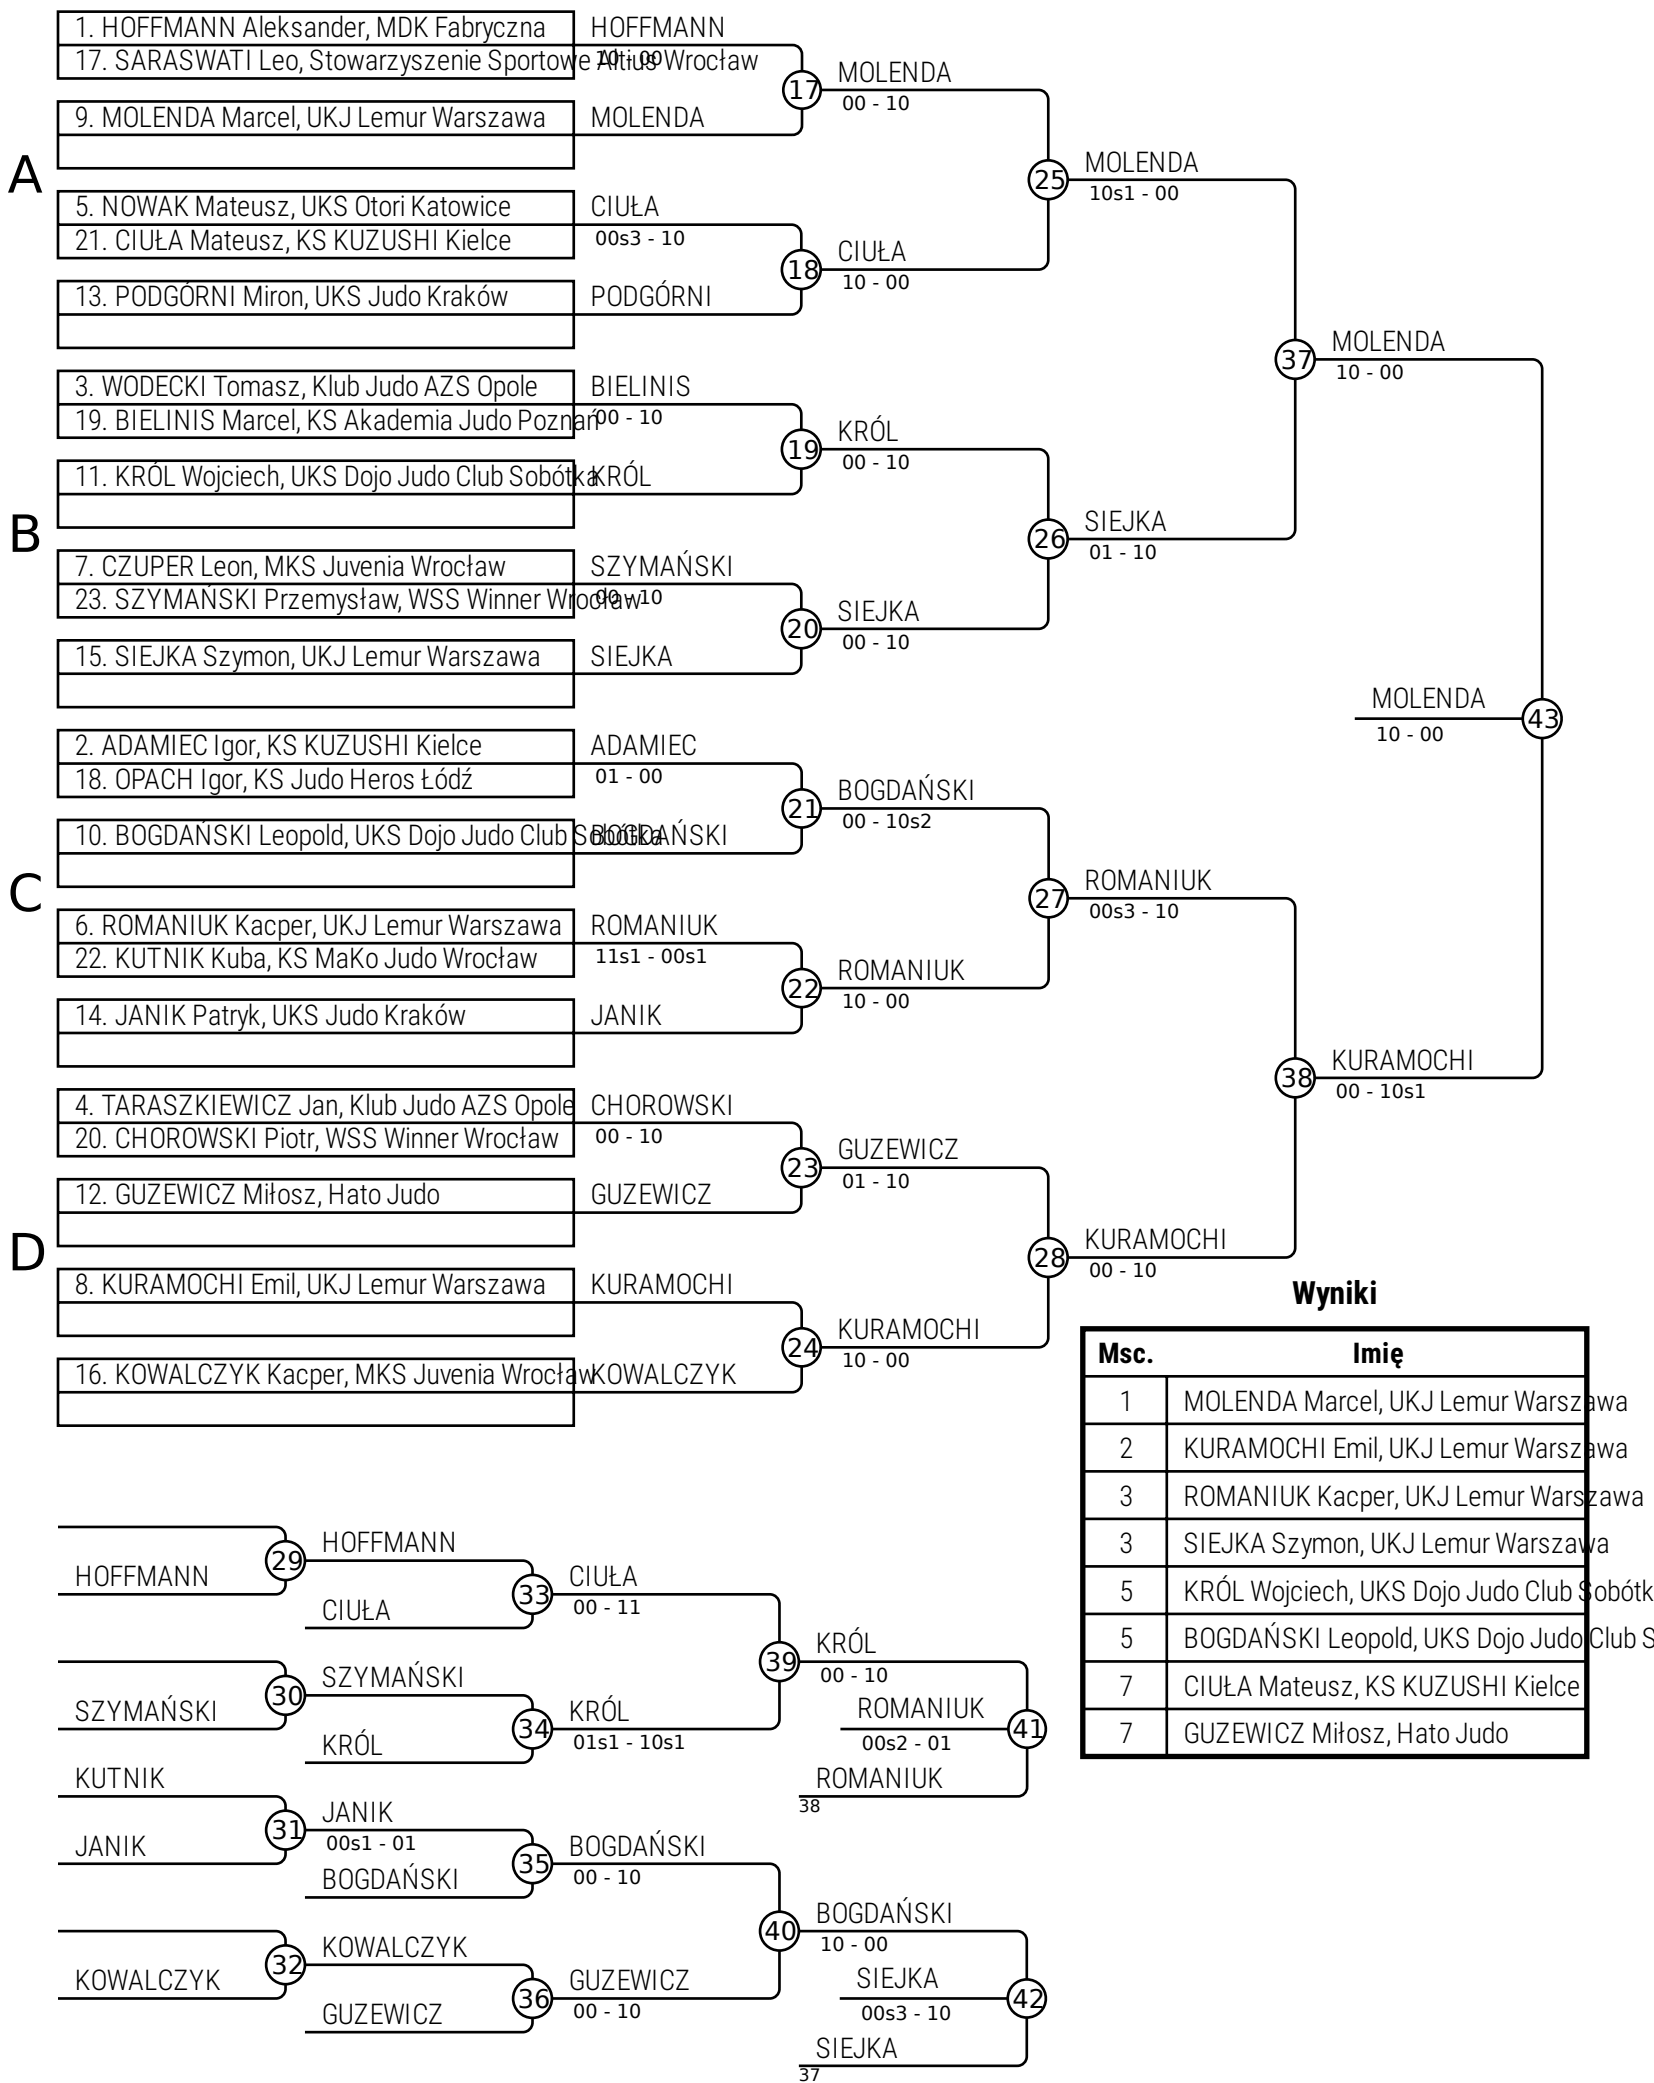 1. HOFFMANN Aleksander, MDK Fabryczna
HOFFMANN
17. SARASWATI Leo, Stowarzyszenie Sportowe Altius Wrocław
10 - 00
17
MOLENDA
00 - 10
9. MOLENDA Marcel, UKJ Lemur Warszawa
MOLENDA
A
25
MOLENDA
10s1 - 00
5. NOWAK Mateusz, UKS Otori Katowice
CIUŁA
21. CIUŁA Mateusz, KS KUZUSHI Kielce
00s3 - 10
18
CIUŁA
10 - 00
13. PODGÓRNI Miron, UKS Judo Kraków
PODGÓRNI
37
MOLENDA
10 - 00
3. WODECKI Tomasz, Klub Judo AZS Opole
BIELINIS
19. BIELINIS Marcel, KS Akademia Judo Poznań
00 - 10
19
KRÓL
00 - 10
11. KRÓL Wojciech, UKS Dojo Judo Club Sobótka
KRÓL
B
26
SIEJKA
01 - 10
7. CZUPER Leon, MKS Juvenia Wrocław
SZYMAŃSKI
23. SZYMAŃSKI Przemysław, WSS Winner Wrocław
00 - 10
20
SIEJKA
00 - 10
15. SIEJKA Szymon, UKJ Lemur Warszawa
SIEJKA
MOLENDA
43
10 - 00
2. ADAMIEC Igor, KS KUZUSHI Kielce
ADAMIEC
18. OPACH Igor, KS Judo Heros Łódź
01 - 00
21
BOGDAŃSKI
00 - 10s2
10. BOGDAŃSKI Leopold, UKS Dojo Judo Club Sobótka
BOGDAŃSKI
C
27
ROMANIUK
00s3 - 10
6. ROMANIUK Kacper, UKJ Lemur Warszawa
ROMANIUK
22. KUTNIK Kuba, KS MaKo Judo Wrocław
11s1 - 00s1
22
ROMANIUK
10 - 00
14. JANIK Patryk, UKS Judo Kraków
JANIK
38
KURAMOCHI
00 - 10s1
4. TARASZKIEWICZ Jan, Klub Judo AZS Opole
CHOROWSKI
20. CHOROWSKI Piotr, WSS Winner Wrocław
00 - 10
23
GUZEWICZ
01 - 10
12. GUZEWICZ Miłosz, Hato Judo
GUZEWICZ
D
28
KURAMOCHI
00 - 10
8. KURAMOCHI Emil, UKJ Lemur Warszawa
KURAMOCHI
24
KURAMOCHI
10 - 00
16. KOWALCZYK Kacper, MKS Juvenia Wrocław
KOWALCZYK
Wyniki
Msc. Imię
1 MOLENDA Marcel, UKJ Lemur Warszawa
2 KURAMOCHI Emil, UKJ Lemur Warszawa
3 ROMANIUK Kacper, UKJ Lemur Warszawa
3 SIEJKA Szymon, UKJ Lemur Warszawa
5 KRÓL Wojciech, UKS Dojo Judo Club Sobótk
5 BOGDAŃSKI Leopold, UKS Dojo Judo Club S
7 CIUŁA Mateusz, KS KUZUSHI Kielce
7 GUZEWICZ Miłosz, Hato Judo
HOFFMANN
29
HOFFMANN
CIUŁA
33
CIUŁA
00 - 11
SZYMAŃSKI
30
SZYMAŃSKI
KRÓL
34
KRÓL
01s1 - 10s1
39
KRÓL
00 - 10
ROMANIUK
41
00s2 - 01
ROMANIUK
38
KUTNIK
JANIK
31
JANIK
00s1 - 01
BOGDAŃSKI
35
BOGDAŃSKI
00 - 10
KOWALCZYK
32
KOWALCZYK
GUZEWICZ
36
GUZEWICZ
00 - 10
40
BOGDAŃSKI
10 - 00
SIEJKA
42
00s3 - 10
SIEJKA
37